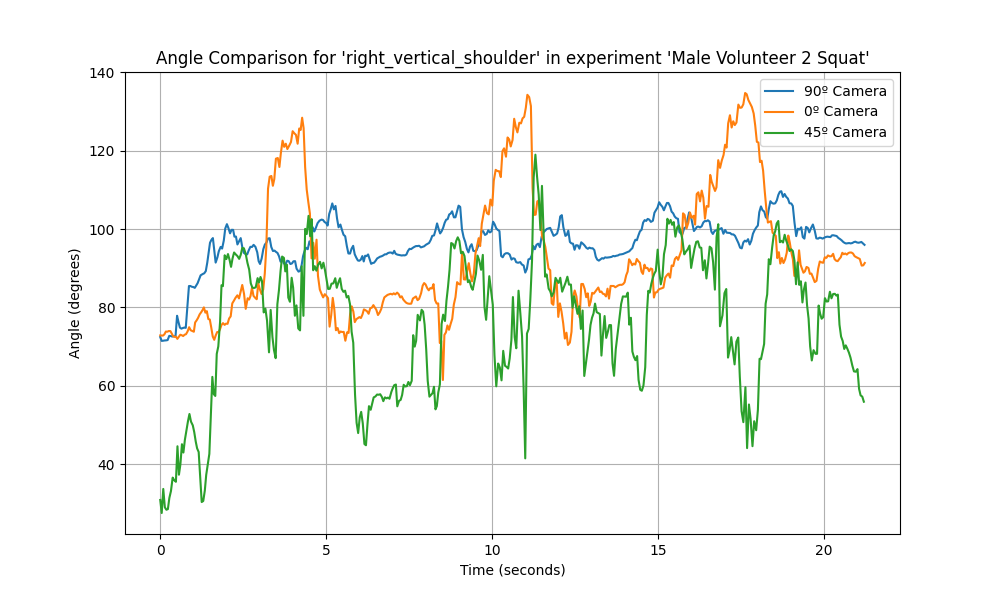 Angle Comparison for 'right_vertical_shoulder' in experiment 'Male Volunteer 2 Squat'
140
120
100
80
60
40
Angle (degrees)
90º Camera
0º Camera
45º Camera
0 5 10 15 20
Time (seconds)